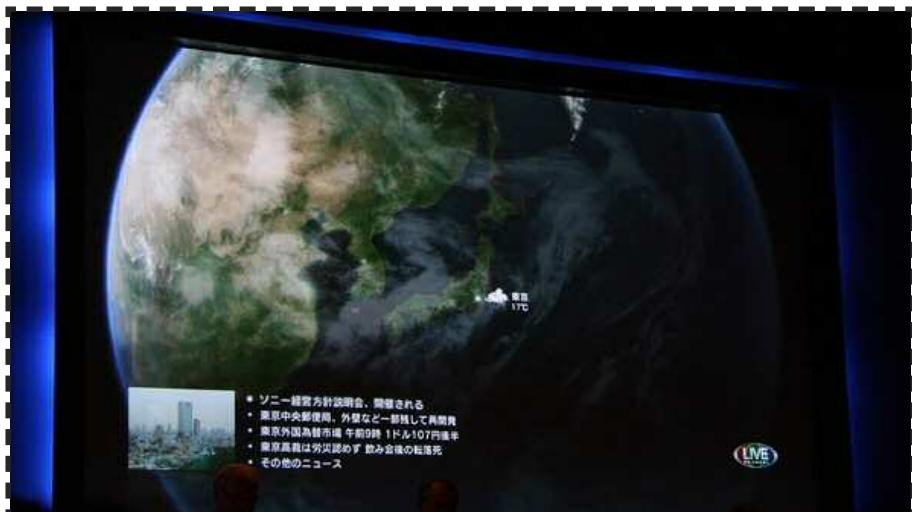 東京
17℃
• ソニー経営方針説明会、開催される
• 東京中央郵便局、外壁など一部残して再開発
• 東京外国為替市場 午前9時 1ドル107円後半
• 東京高裁は労災認めず 飲み会後の転落死
• その他のニュース
LIVE